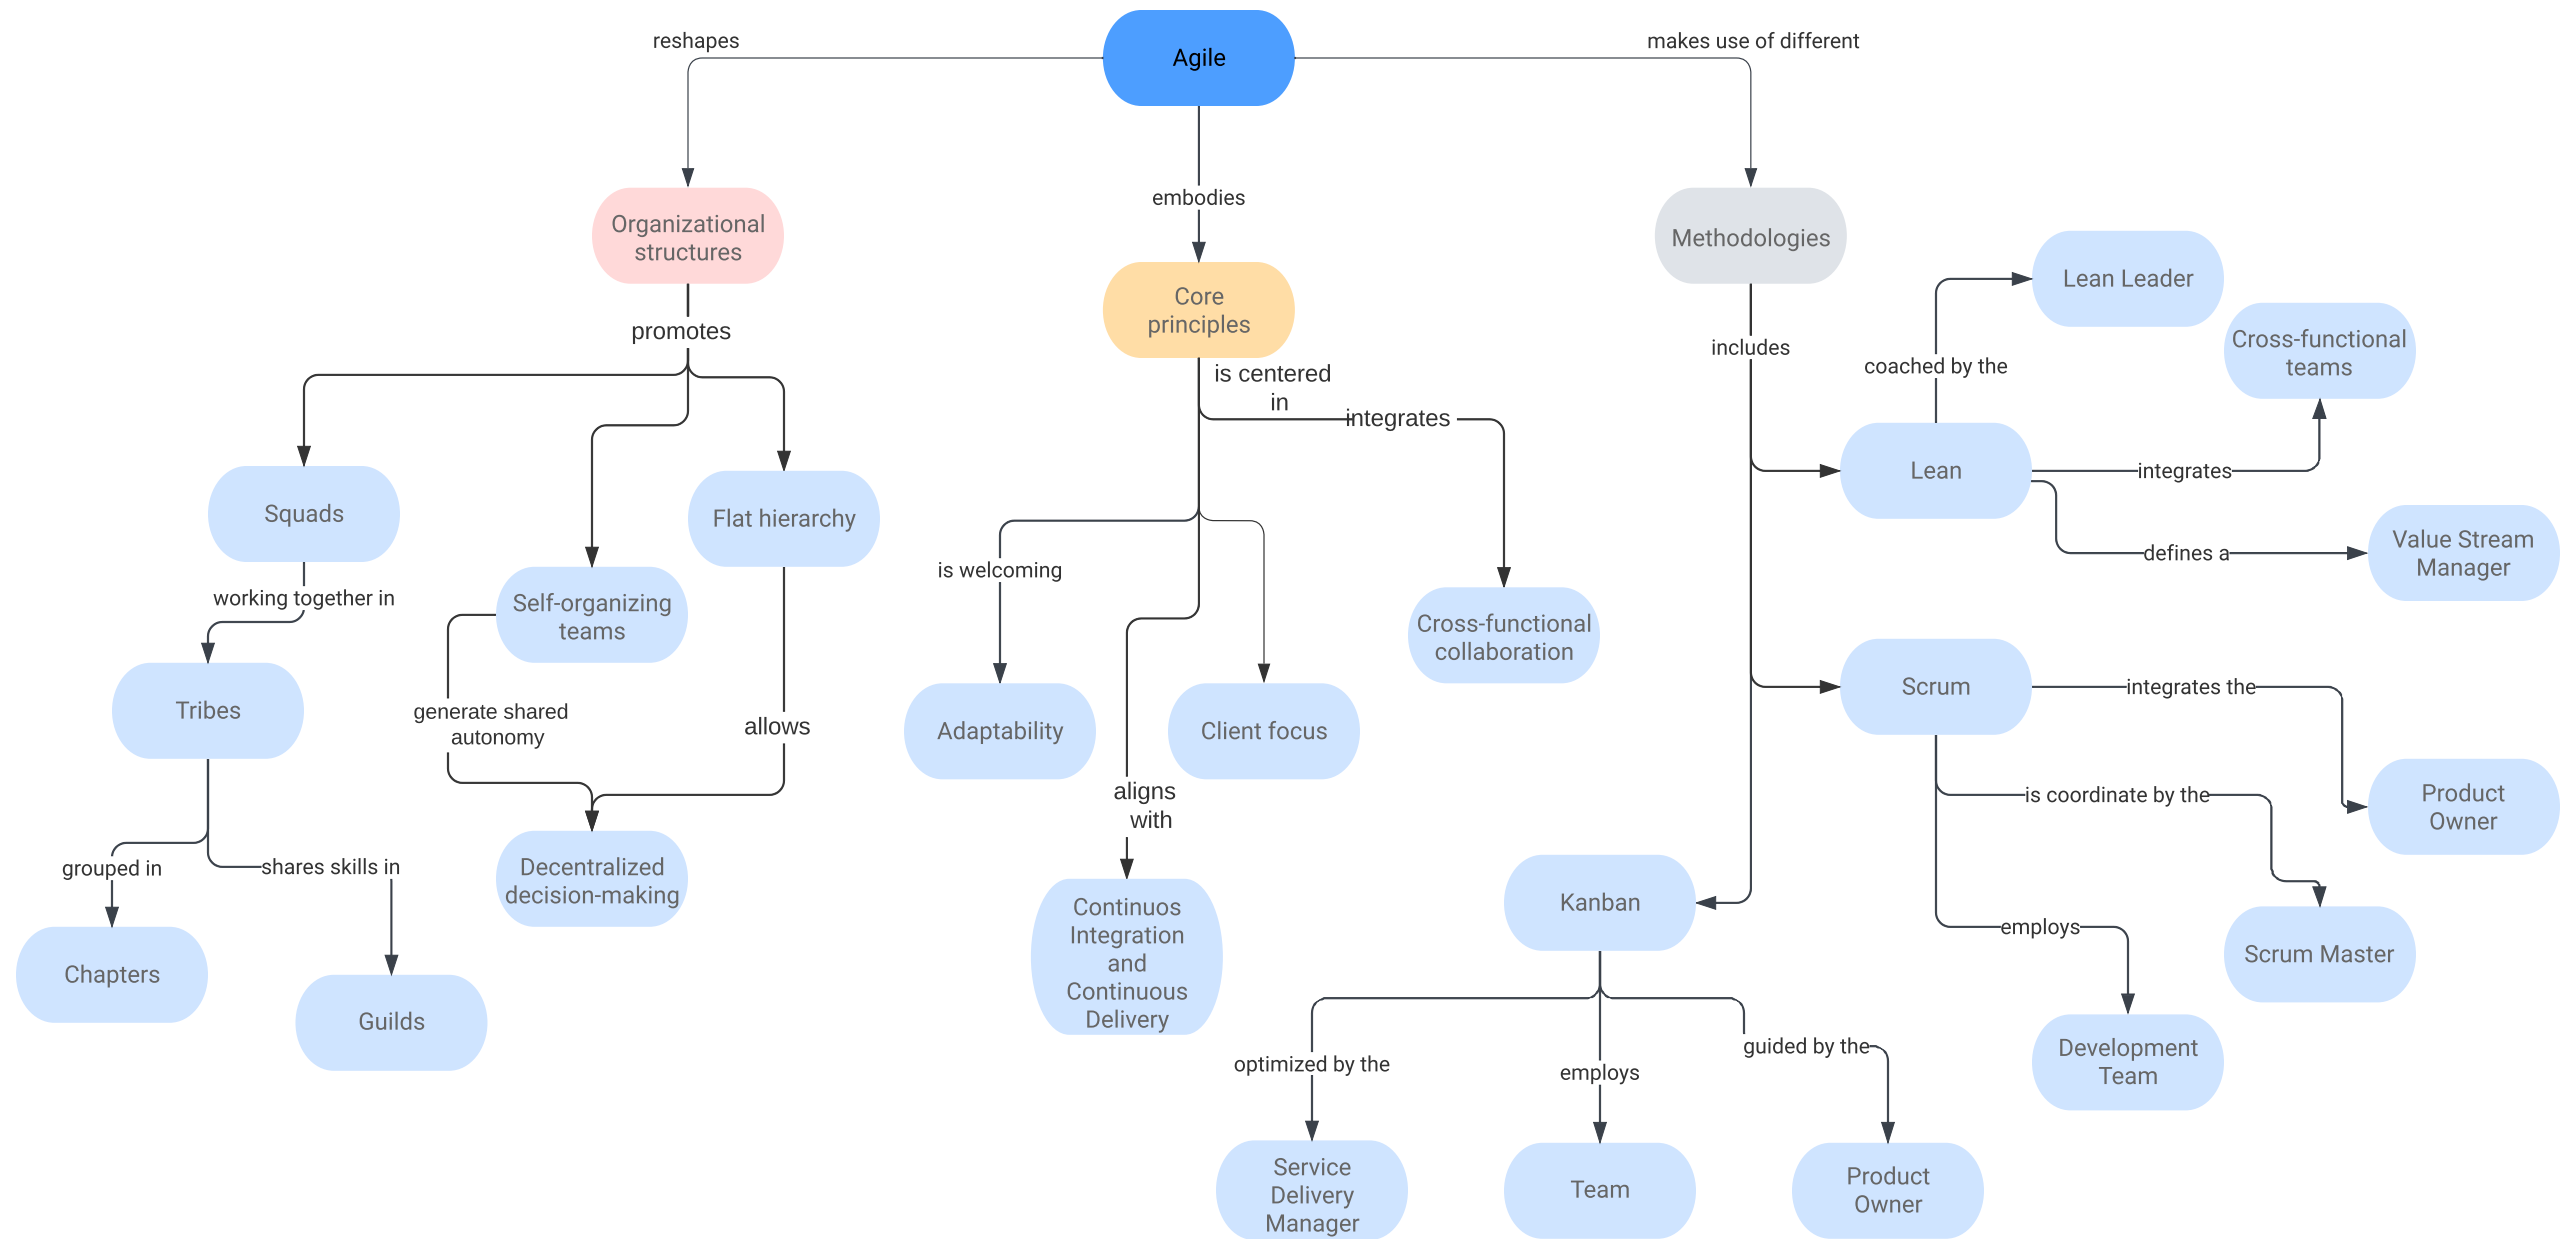 reshapes
Agile
makes use of different
embodies
Organizational
structures
Methodologies
Core
principles
Lean Leader
promotes
includes
Cross-functional
teams
coached by the
is centered
in
integrates
Lean
integrates
Squads
Flat hierarchy
Value Stream
Manager
defines a
is welcoming
working together in
Self-organizing
teams
Cross-functional
collaboration
Scrum
integrates the
Tribes
generate shared
autonomy
allows
Adaptability
Client focus
aligns
with
is coordinate by the
Product
Owner
grouped in
shares skills in
Decentralized
decision-making
Kanban
Continuos
Integration
and
Continuous
Delivery
employs
Scrum Master
Chapters
Guilds
optimized by the
employs
guided by the
Development
Team
Service
Delivery
Manager
Team
Product
Owner